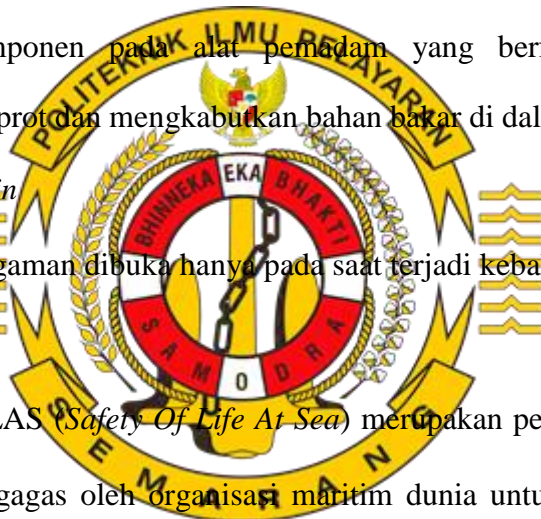 mponen pada alat pemadam yang ber
prot dan mengkabutkan bahan bakar di dal
in
gaman dibuka hanya pada saat terjadi keba
LAS (Safety Of Life At Sea) merupakan pe
gagas oleh organisasi maritim dunia untu
POLITEKNIK ILMU PELAYARAN
BHINNEKA EKA BHAKTI
SAMODRA
SEMARANG